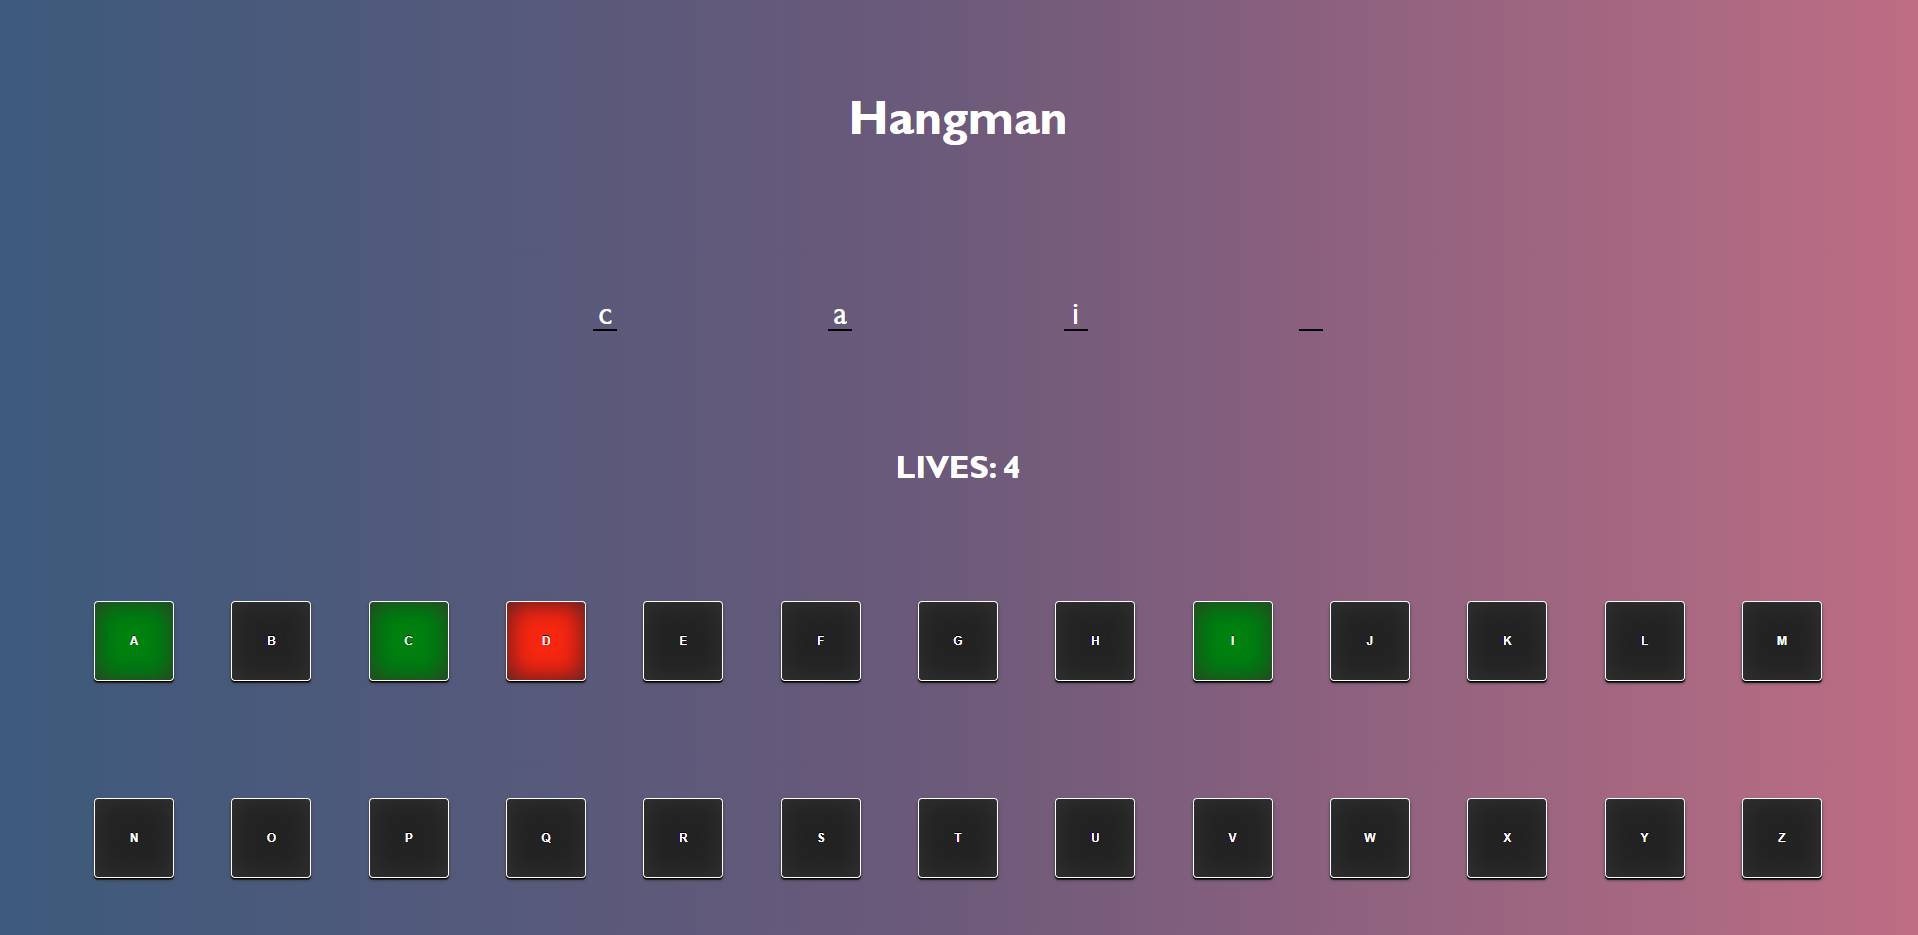 Hangman
c a i _
LIVES: 4
A B C D E F G H I J K L M
N O P Q R S T U V W X Y Z